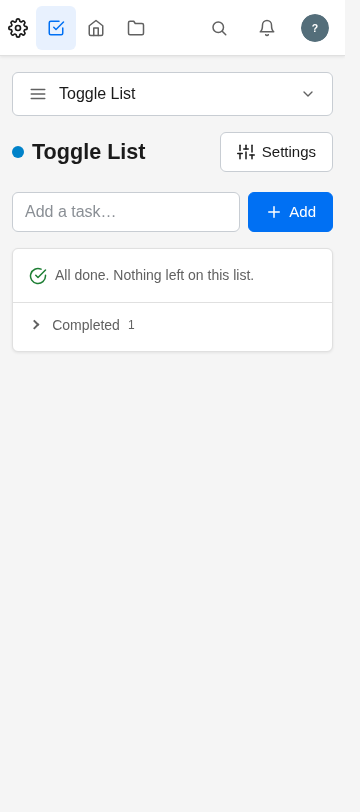 ?
Toggle List
Toggle List
Settings
Add a task…
Add
All done. Nothing left on this list.
Completed 1